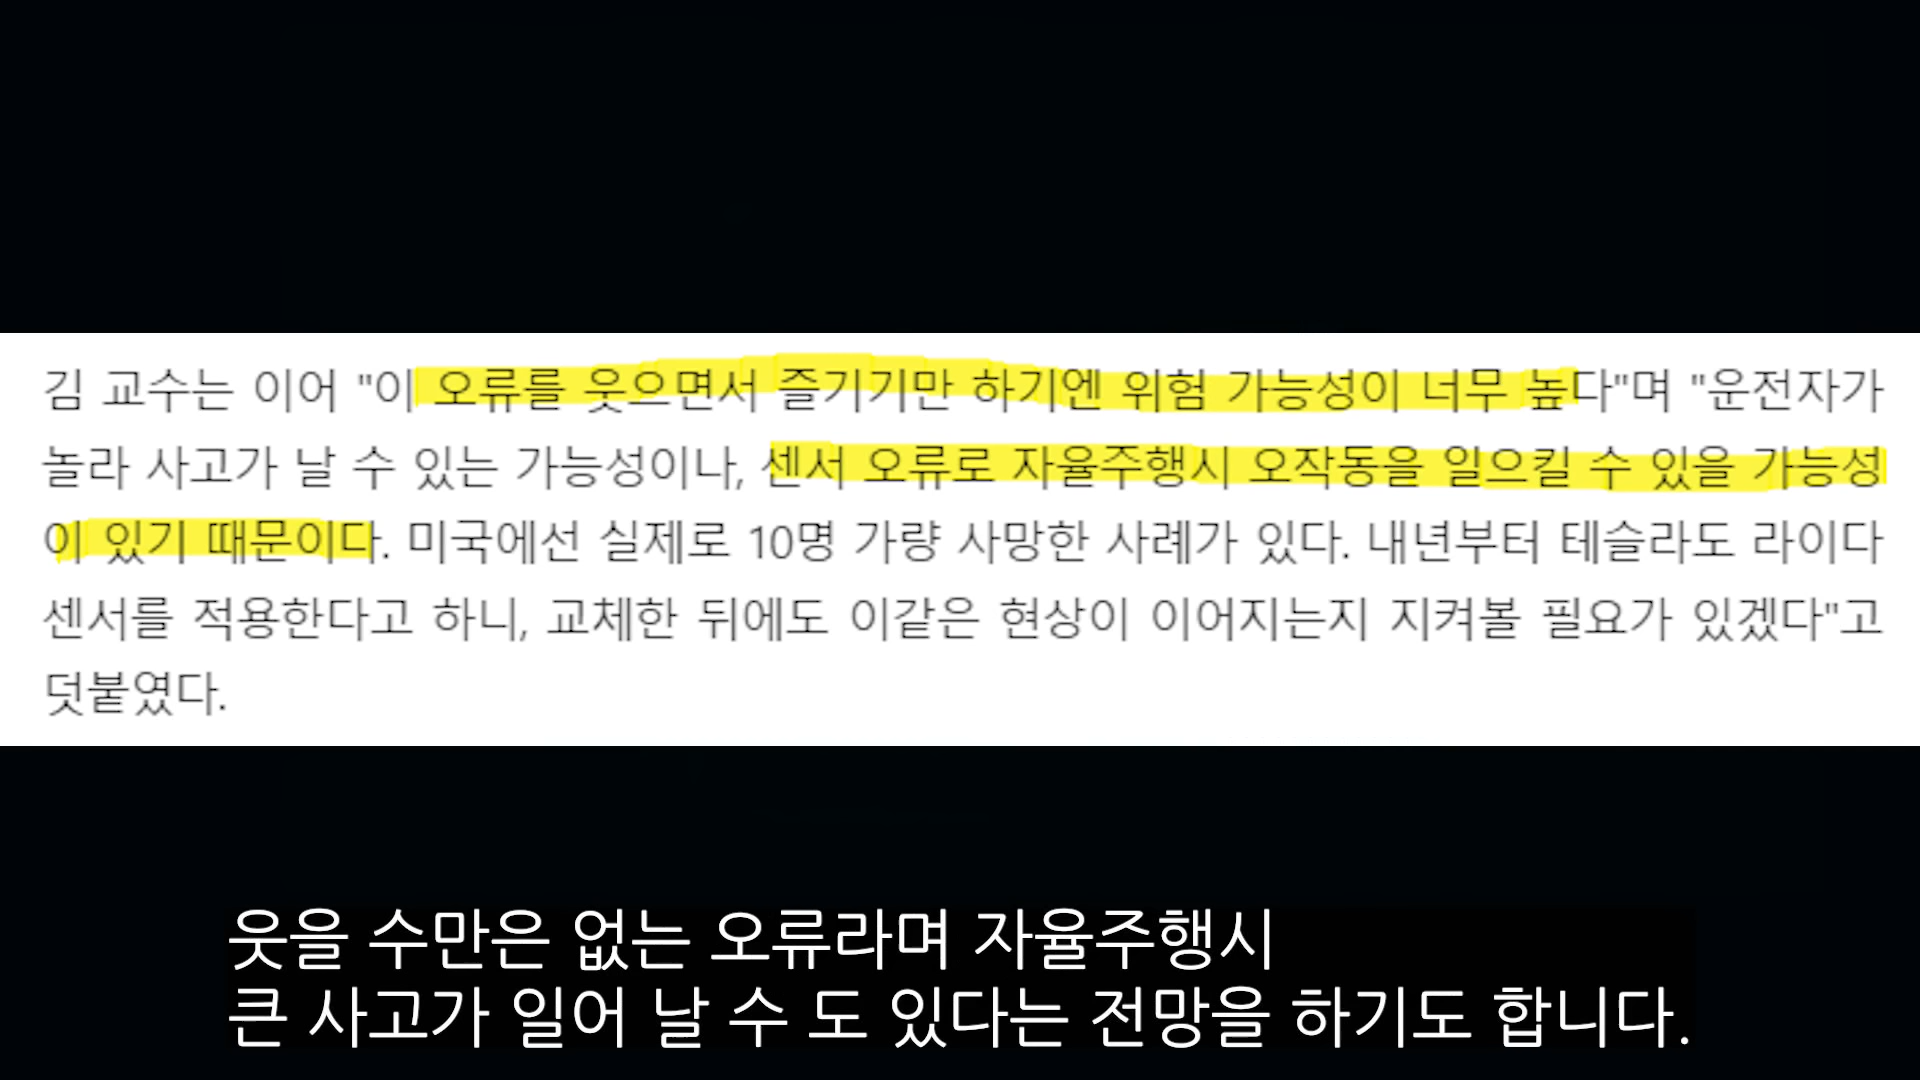 김 교수는 이어 "이 오류를 웃으면서 즐기기만 하기엔 위험 가능성이 너무 높다"며 "운전자가
놀라 사고가 날 수 있는 가능성이나, 센서 오류로 자율주행시 오작동을 일으킬 수 있을 가능성
이 있기 때문이다. 미국에선 실제로 10명 가량 사망한 사례가 있다. 내년부터 테슬라도 라이다
센서를 적용한다고 하니, 교체한 뒤에도 이같은 현상이 이어지는지 지켜볼 필요가 있겠다"고
덧붙였다.
웃을 수만은 없는 오류라며 자율주행시
큰 사고가 일어 날 수 도 있다는 전망을 하기도 합니다.